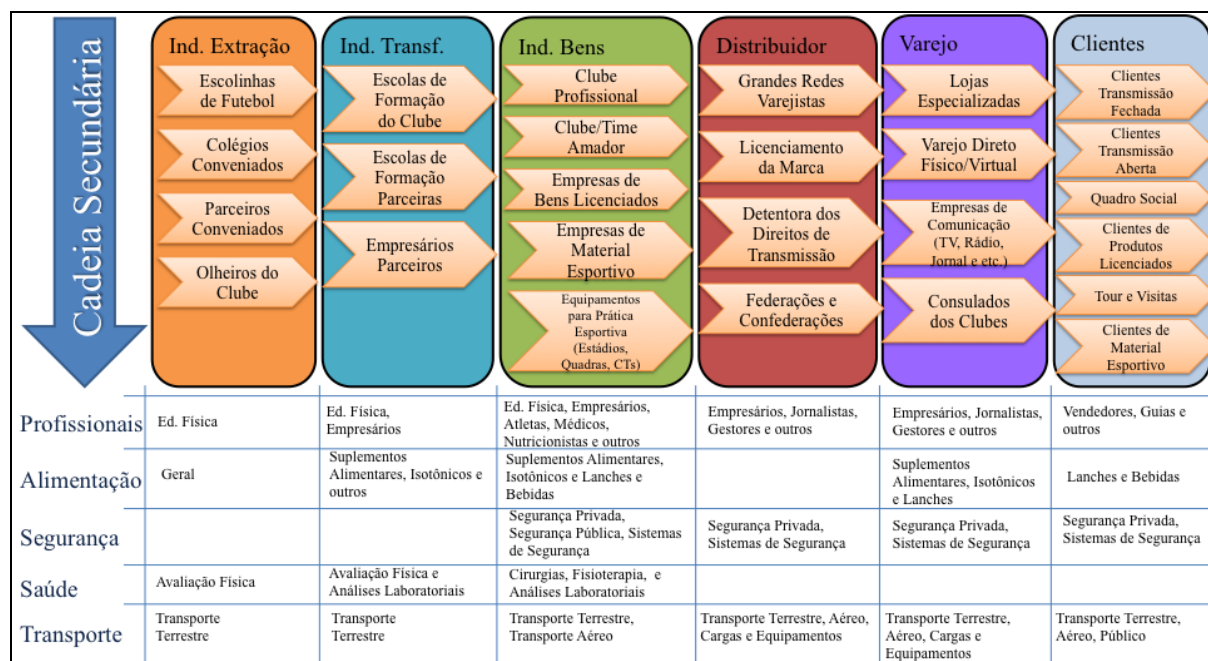 Cadeia Secundária
Ind. Extração
Escolinhas
de Futebol
Colégios
Conveniados
Parceiros
Conveniados
Olheiros do
Clube
Ind. Transf.
Escolas de
Formação
do Clube
Escolas de
Formação
Parceiras
Empresários
Parceiros
Ind. Bens
Clube
Profissional
Clube/Time
Amador
Empresas de
Bens Licenciados
Empresas de
Material
Esportivo
Equipamentos
para Prática
Esportiva
(Estádios,
Quadras, CTs)
Distribuidor
Grandes Redes
Varejistas
Licenciamento
da Marca
Detentora dos
Direitos de
Transmissão
Federações e
Confederações
Varejo
Lojas
Especializadas
Varejo Direto
Físico/Virtual
Empresas de
Comunicação
(TV, Rádio,
Jornal e etc.)
Consulados
dos Clubes
Clientes
Clientes
Transmissão
Fechada
Clientes
Transmissão
Aberta
Quadro Social
Clientes de
Produtos
Licenciados
Tour e Visitas
Clientes de
Material
Esportivo
Profissionais
Ed. Física
Ed. Física,
Empresários
Ed. Física, Empresários,
Atletas, Médicos,
Nutricionistas e outros
Empresários, Jornalistas,
Gestores e outros
Empresários, Jornalistas,
Gestores e outros
Vendedores, Guias e
outros
Alimentação
Geral
Suplementos
Alimentares, Isotônicos e
outros
Suplementos Alimentares,
Isotônicos e Lanches e
Bebidas
Suplementos
Alimentares, Isotônicos
e Lanches
Lanches e Bebidas
Segurança
Segurança Privada,
Segurança Pública, Sistemas
de Segurança
Segurança Privada,
Sistemas de Segurança
Segurança Privada,
Sistemas de Segurança
Segurança Privada,
Sistemas de Segurança
Saúde
Avaliação Física
Avaliação Física e
Análises Laboratoriais
Cirurgias, Fisioterapia, e
Análises Laboratoriais
Transporte
Transporte
Terrestre
Transporte
Terrestre
Transporte Terrestre,
Transporte Aéreo
Transporte Terrestre, Aéreo,
Cargas e Equipamentos
Transporte Terrestre,
Aéreo, Cargas e
Equipamentos
Transporte Terrestre,
Aéreo, Público